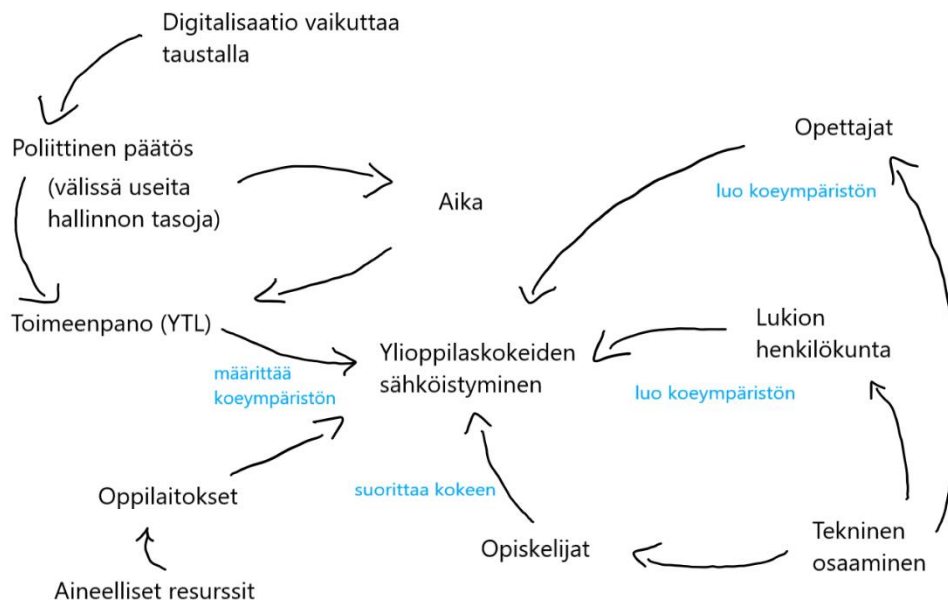 Digitalisaatio vaikuttaa
taustalla
Poliittinen päätös
(välissä useita
hallinnon tasoja)
Aika
Opettajat
luo koeympäristön
Toimeenpano (YTL)
määrittää
koeympäristön
Ylioppilaskokeiden
sähköistyminen
Lukion
henkilökunta
luo koeympäristön
Oppilaitokset
suorittaa kokeen
Opiskelijat
Tekninen
osaaminen
Aineelliset resurssit